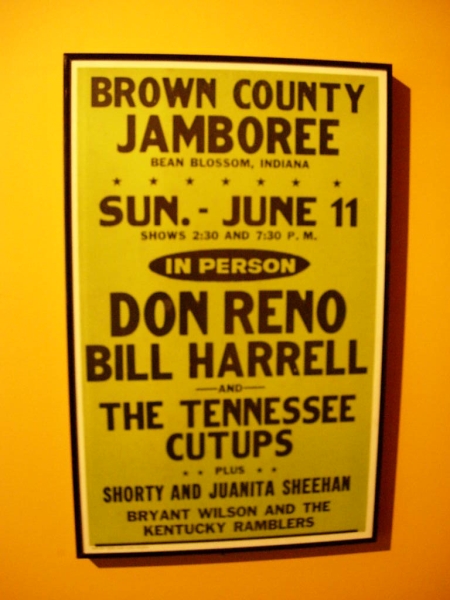 BROWN COUNTY
JAMBOREE
BEAN BLOSSOM, INDIANA
SUN. - JUNE 11
SHOWS 2:30 AND 7:30 P. M.
IN PERSON
DON RENO
BILL HARRELL
—AND—
THE TENNESSEE
CUTUPS
PLUS
SHORTY AND JUANITA SHEEHAN
BRYANT WILSON AND THE
KENTUCKY RAMBLERS